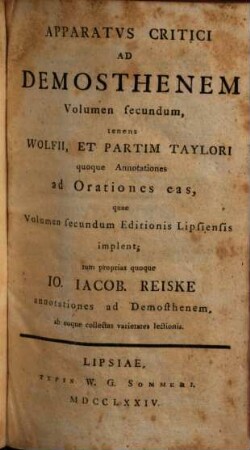 APPARATVS CRITICI
AD
DEMOSTHENEM
Volumen ſecundum,
tenens
WOLFII, ET PARTIM TAYLORI
quoque Annotationes
ad Orationes eas,
quae
Volumen ſecundum Editionis Lipſienſis
implent;
tum proprias quoque
IO. IACOB. REISKE
annotationes ad Demoſthenem,
ab eoque collectas varietates lectionis.
LIPSIAE,
TYPIS W. G. SOMMERI.
MDCCLXXIV.